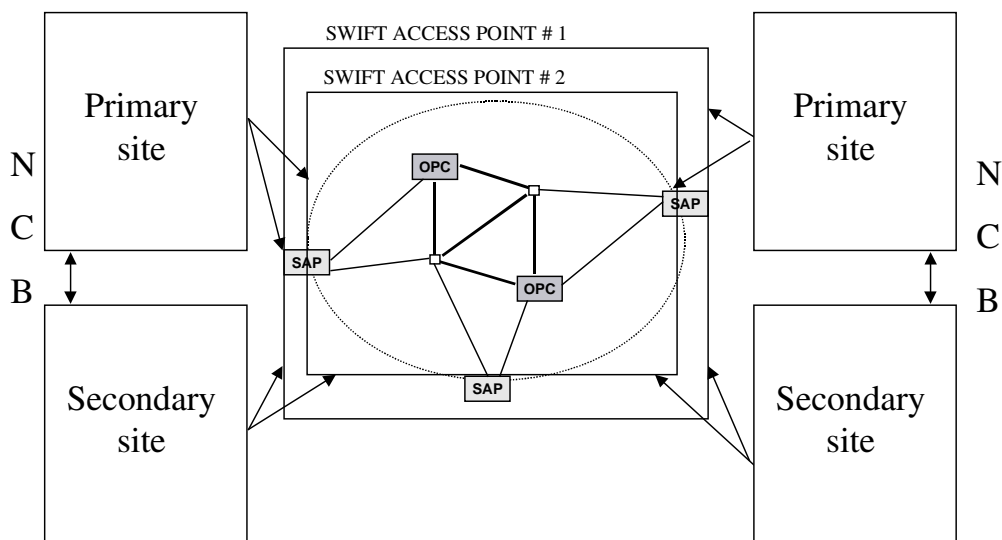 SWIFT ACCESS POINT # 1
SWIFT ACCESS POINT # 2
Primary
site
N
C
B
Secondary
site
OPC
SAP
SAP
OPC
SAP
Primary
site
N
C
B
Secondary
site